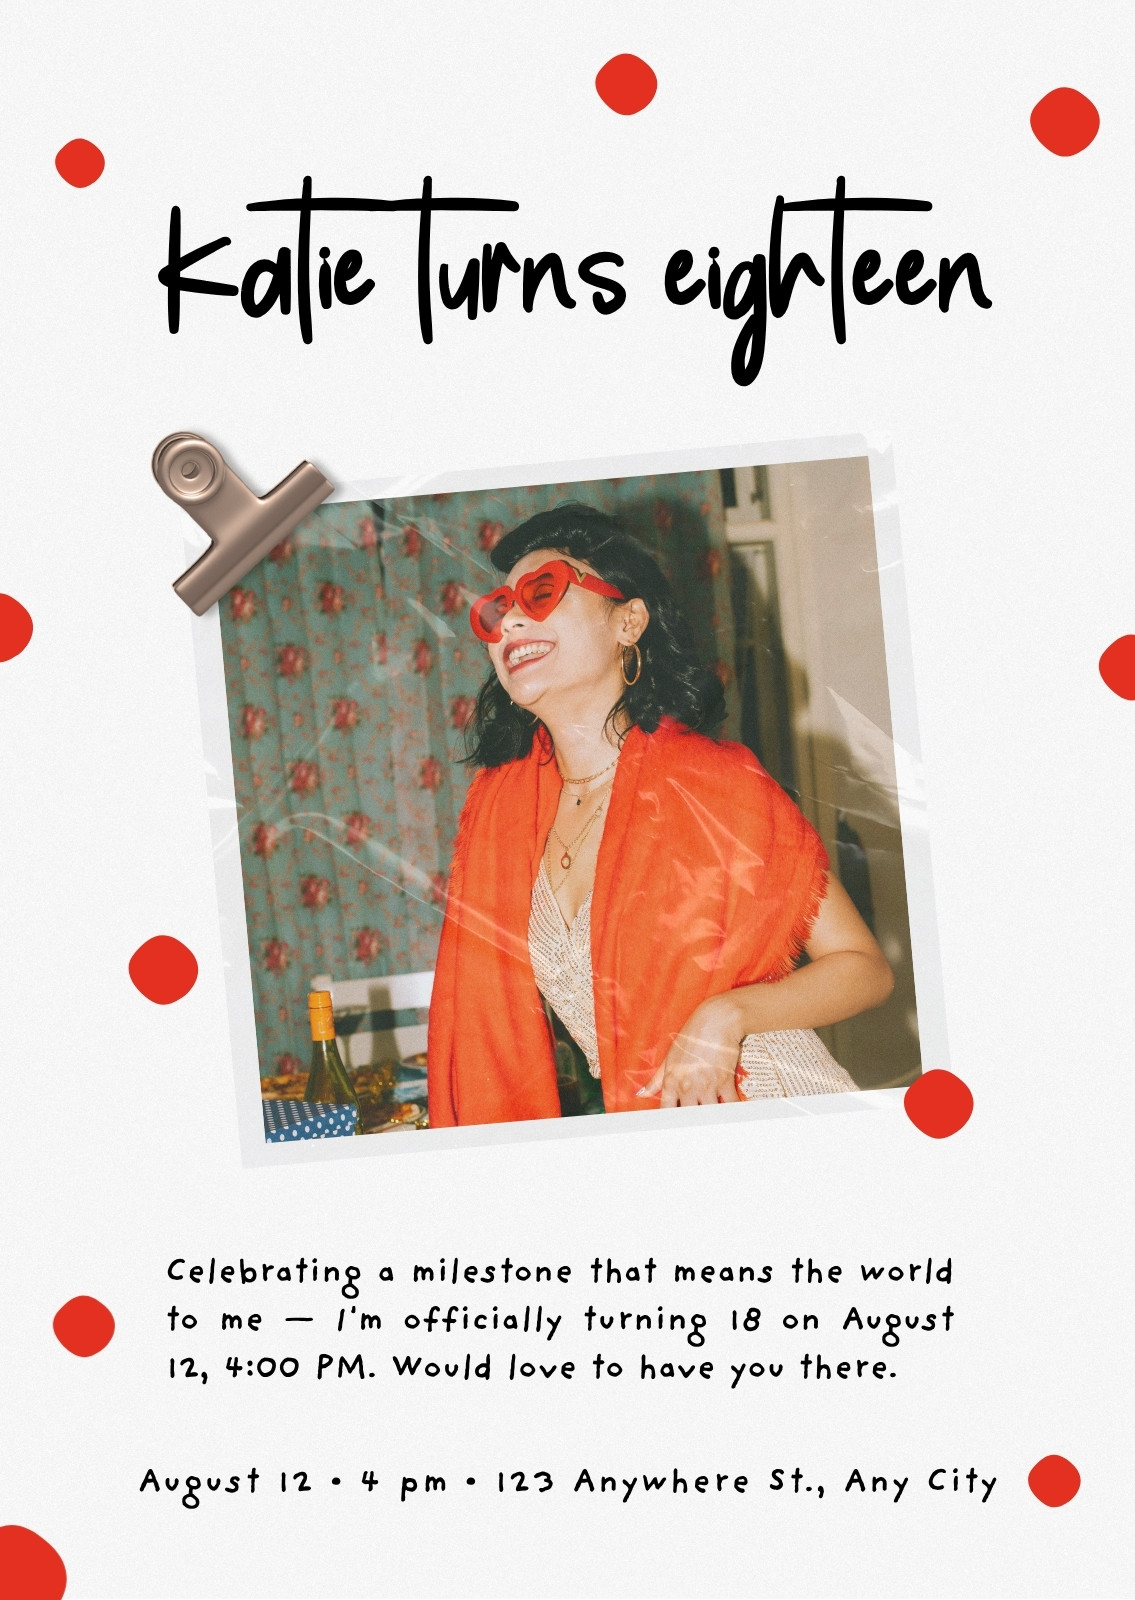 Katie turns eighteen
Celebrating a milestone that means the world
to me — I'm officially turning 18 on August
12, 4:00 PM. Would love to have you there.
August 12 • 4 pm • 123 Anywhere St., Any City